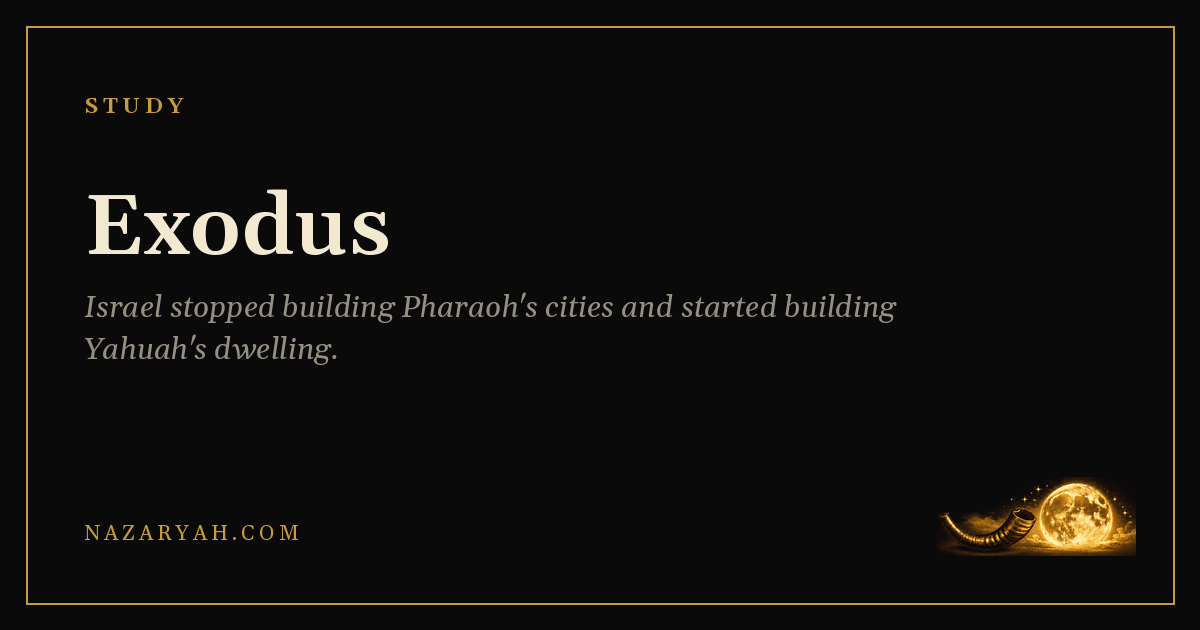 STUDY
Exodus
Israel stopped building Pharaoh's cities and started building
Yahuah's dwelling.
NAZARYAH.COM